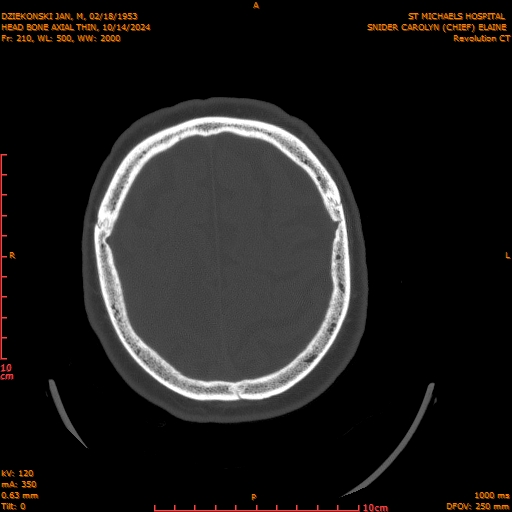 DZIEKONSKI JAN, M, 02/18/1953
HEAD BONE AXIAL THIN, 10/14/2024
Fr: 210, WL: 500, WW: 2000
A
ST MICHAELS HOSPITAL
SNIDER CAROLYN (CHIEF) ELAINE
Revolution CT
R
L
10
cm
kV: 120
mA: 350
0.63 mm
Tilt: 0
P
10cm
1000 ms
DFOV: 250 mm